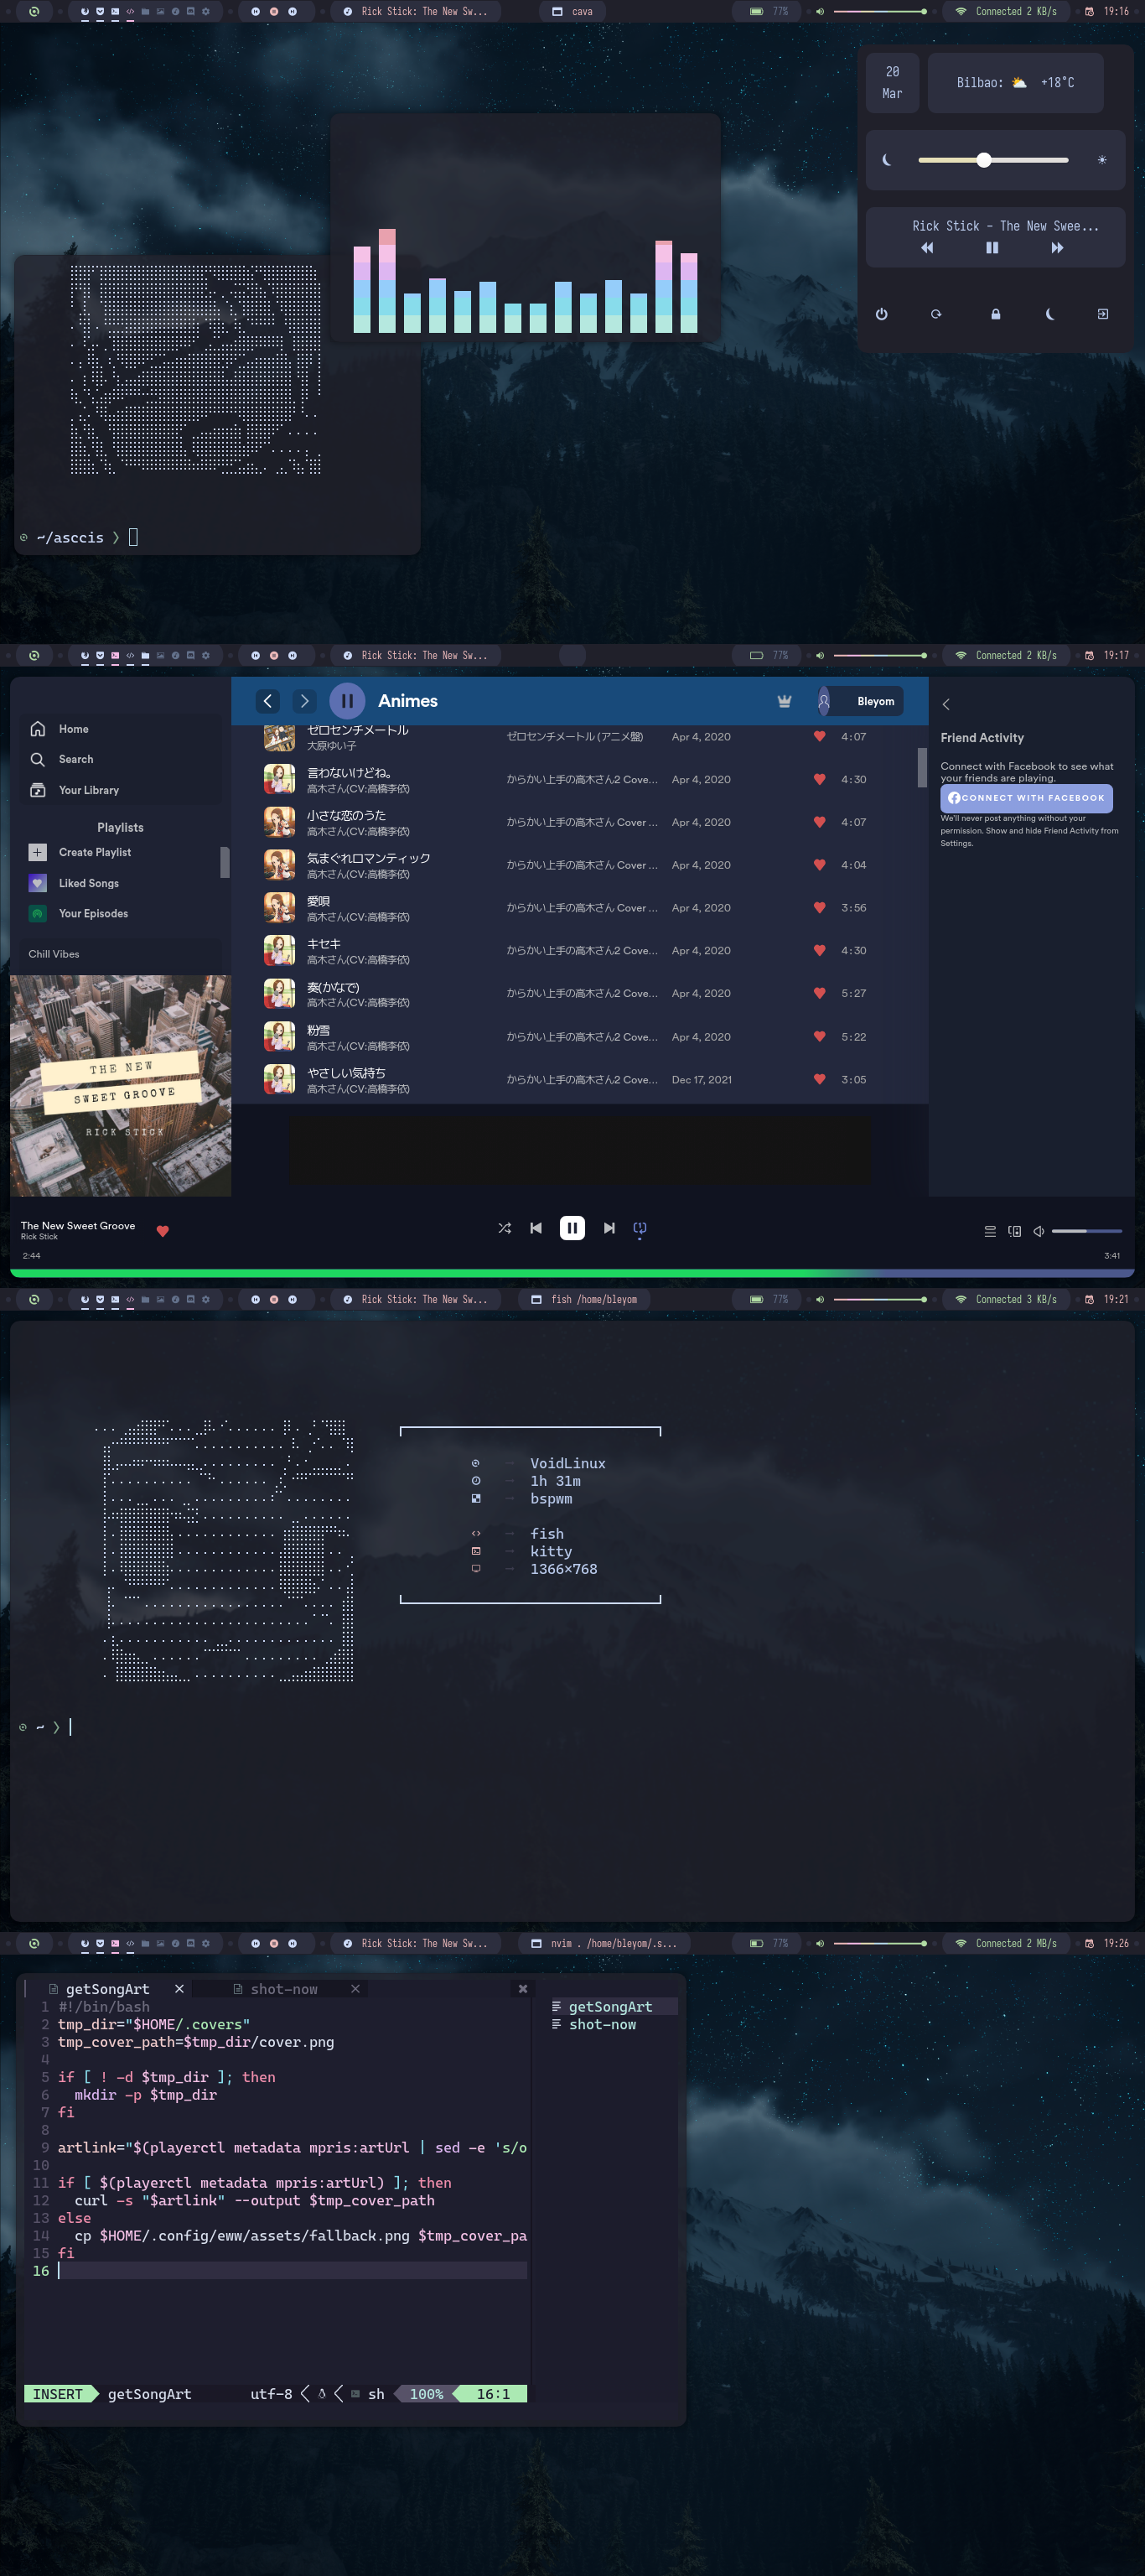 Rick Stick: The New Sw...
cava
77%
Connected 2 KB/s
19:16
20
Mar
Bilbao: ⛅ +18°C
Rick Stick - The New Swee...
~/asccis ❯
Rick Stick: The New Sw...
77%
Connected 2 KB/s
19:17
Home
Search
Your Library
Playlists
Create Playlist
Liked Songs
Your Episodes
Chill Vibes
THE NEW
SWEET GROOVE
RICK STICK
Animes
Bleyom
ゼロセンチメートル
大原ゆい子
ゼロセンチメートル (アニメ盤)
Apr 4, 2020
4:07
言わないけどね。
高木さん(CV:高橋李依)
からかい上手の高木さん2 Cove...
Apr 4, 2020
4:30
小さな恋のうた
高木さん(CV:高橋李依)
からかい上手の高木さん Cover ...
Apr 4, 2020
4:07
気まぐれロマンティック
高木さん(CV:高橋李依)
からかい上手の高木さん Cover ...
Apr 4, 2020
4:04
愛唄
高木さん(CV:高橋李依)
からかい上手の高木さん Cover ...
Apr 4, 2020
3:56
キセキ
高木さん(CV:高橋李依)
からかい上手の高木さん2 Cove...
Apr 4, 2020
4:30
奏(かなで)
高木さん(CV:高橋李依)
からかい上手の高木さん2 Cove...
Apr 4, 2020
5:27
粉雪
高木さん(CV:高橋李依)
からかい上手の高木さん2 Cove...
Apr 4, 2020
5:22
やさしい気持ち
高木さん(CV:高橋李依)
からかい上手の高木さん2 Cove...
Dec 17, 2021
3:05
Friend Activity
Connect with Facebook to see what
your friends are playing.
CONNECT WITH FACEBOOK
We'll never post anything without your
permission. Show and hide Friend Activity from
Settings.
The New Sweet Groove
Rick Stick
2:44
3:41
Rick Stick: The New Sw...
fish /home/bleyom
77%
Connected 3 KB/s
19:21
VoidLinux
1h 31m
bspwm
fish
kitty
1366×768
~ ❯
Rick Stick: The New Sw...
nvim . /home/bleyom/.s...
77%
Connected 2 MB/s
19:26
getSongArt
shot-now
1 #!/bin/bash
2 tmp_dir="$HOME/.covers"
3 tmp_cover_path=$tmp_dir/cover.png
4
5 if [ ! -d $tmp_dir ]; then
6 mkdir -p $tmp_dir
7 fi
8
9 artlink="$(playerctl metadata mpris:artUrl | sed -e 's/o
10
11 if [ $(playerctl metadata mpris:artUrl) ]; then
12 curl -s "$artlink" --output $tmp_cover_path
13 else
14 cp $HOME/.config/eww/assets/fallback.png $tmp_cover_pa
15 fi
16
getSongArt
shot-now
INSERT getSongArt utf-8 sh 100% 16:1